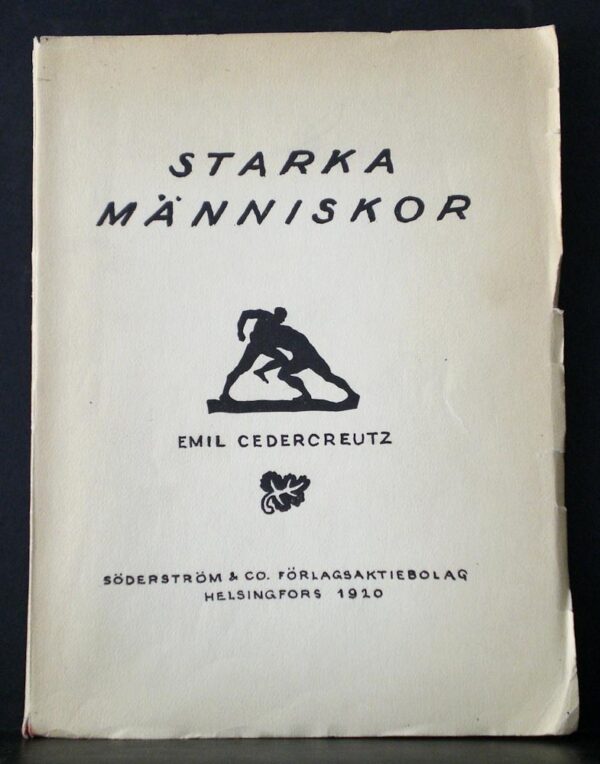 STARKA
MÄNNISKOR
EMIL CEDERCREUTZ
SÖDERSTRÖM & CO. FÖRLAGSAKTIEBOLAG
HELSINGFORS 1920